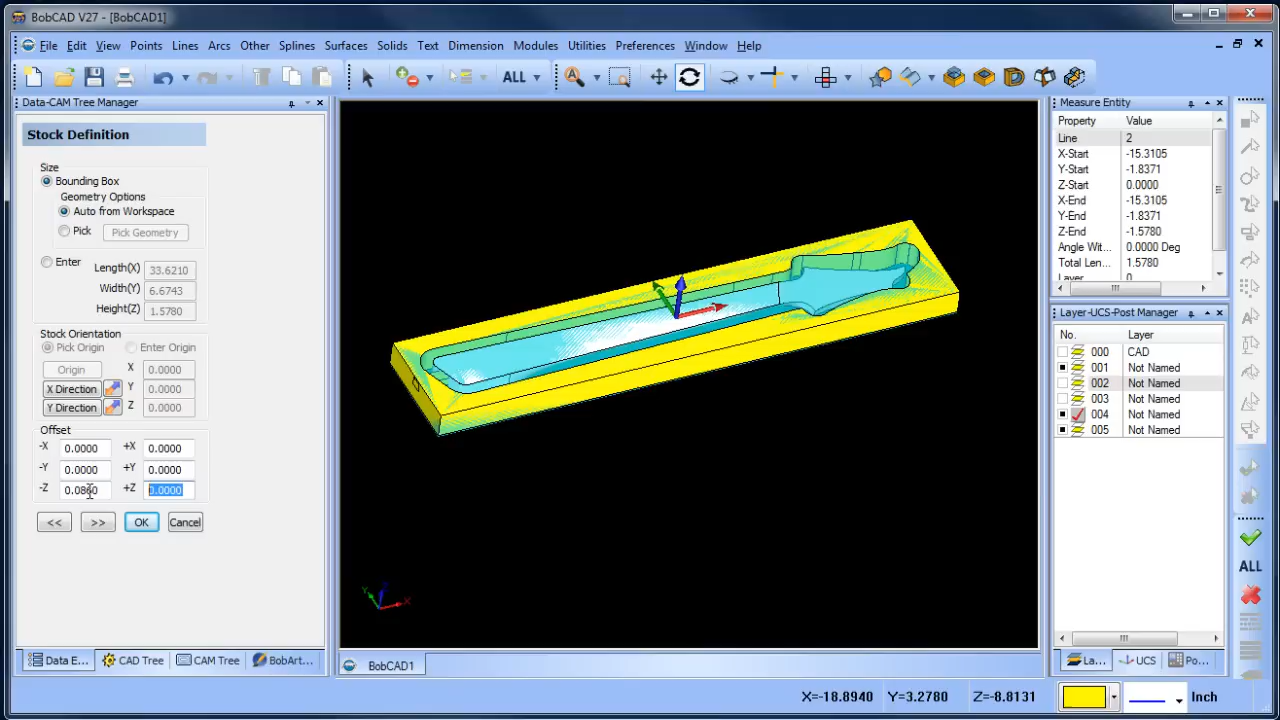 BobCAD V27 - [BobCAD1]
File Edit View Points Lines Arcs Other Splines Surfaces Solids Text Dimension Modules Utilities Preferences Window Help
ALL
Data-CAM Tree Manager
Stock Definition
Size
Bounding Box
Geometry Options
Auto from Workspace
Pick Pick Geometry
Enter
Length(X) 33.6210
Width(Y) 6.6743
Height(Z) 1.5780
Stock Orientation
Pick Origin Enter Origin
Origin X 0.0000
X Direction Y 0.0000
Y Direction Z 0.0000
Offset
-X 0.0000 +X 0.0000
-Y 0.0000 +Y 0.0000
-Z +Z 0.0000
<< >> OK Cancel
Data E... CAD Tree CAM Tree BobArt...
Y Z X
BobCAD1
Measure Entity
Property Value
Line 2
X-Start -15.3105
Y-Start -1.8371
Z-Start 0.0000
X-End -15.3105
Y-End -1.8371
Z-End -1.5780
Angle Wit... 0.0000 Deg
Total Len... 1.5780
Layer 0
Layer-UCS-Post Manager
No. Layer
000 CAD
001 Not Named
002 Not Named
003 Not Named
004 Not Named
005 Not Named
La... UCS Po...
ALL
X=-18.8940 Y=3.2780 Z=-8.8131 Inch